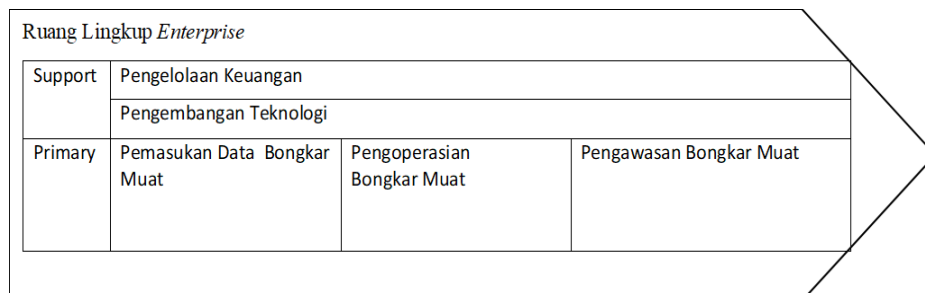 Ruang Lingkup Enterprise
Support
Pengelolaan Keuangan
Pengembangan Teknologi
Primary
Pemasukan Data Bongkar
Muat
Pengoperasian
Bongkar Muat
Pengawasan Bongkar Muat